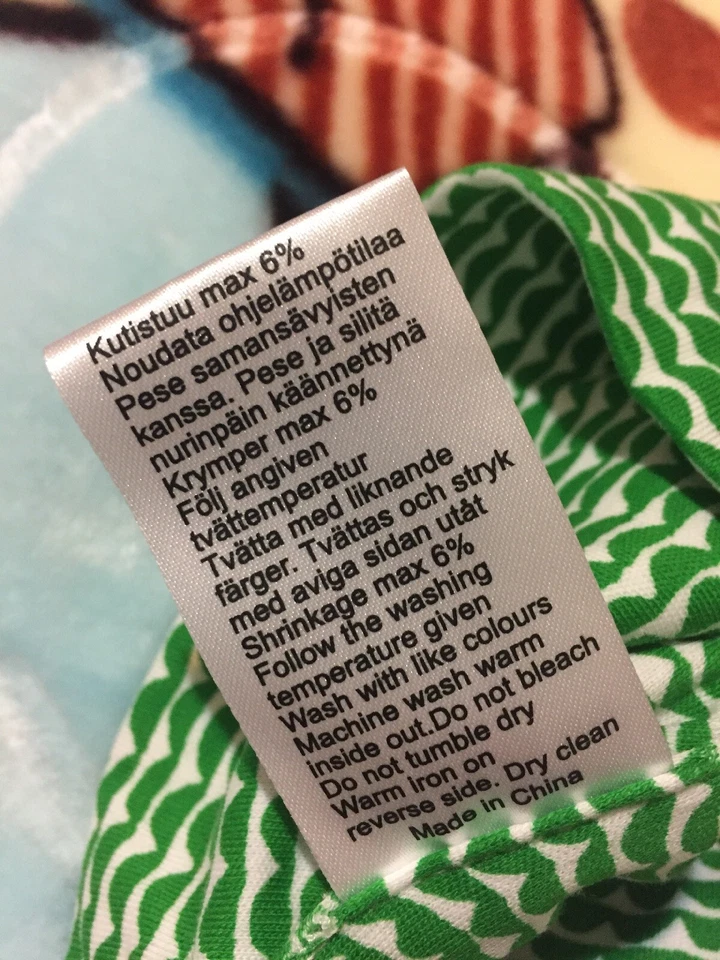 Kutistuu max 6%
Noudata ohjelämpötilaa
Pese samansävyisten
kanssa. Pese ja silitä
nurinpäin käännettynä
Krymper max 6%
Följ angiven
tvättemperatur
Tvätta med liknande
färger. Tvättas och stryk
med aviga sidan utåt
Shrinkage max 6%
Follow the washing
temperature given
Wash with like colours
Machine wash warm
inside out.Do not bleach
Do not tumble dry
Warm iron on
reverse side. Dry clean
Made in China